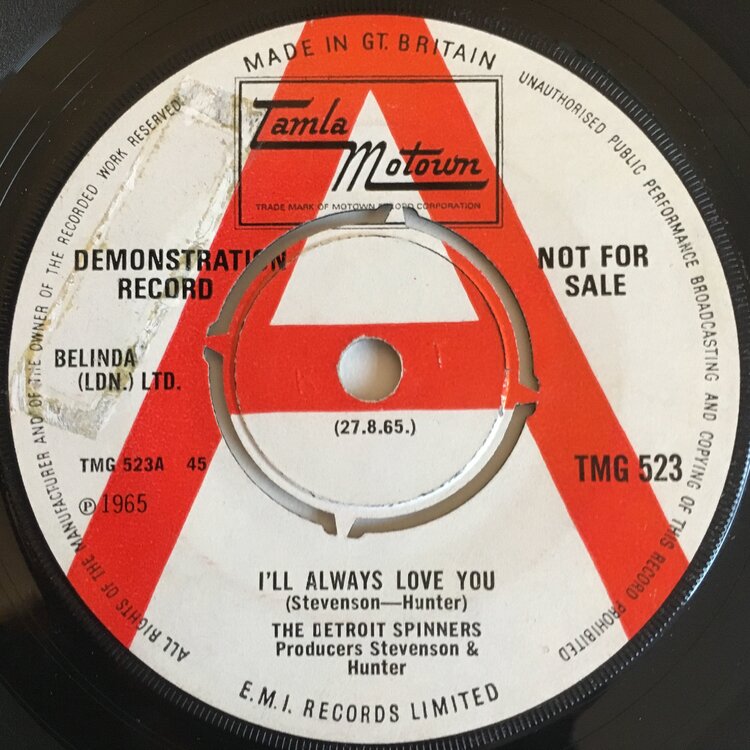 MADE IN GT. BRITAIN
UNAUTHORISED PUBLIC PERFORMANCE BROADCASTING AND COPYING OF THIS RECORD PROHIBITED
ALL RIGHTS OF THE MANUFACTURER AND OF THE OWNER OF THE RECORDED WORK RESERVED
A
Tamla
Motown
TRADE MARK OF MOTOWN RECORD CORPORATION
DEMONSTRATION
RECORD
NOT FOR
SALE
BELINDA
(LDN.) LTD.
(27.8.65.)
TMG 523A 45
TMG 523
℗ 1965
I'LL ALWAYS LOVE YOU
(Stevenson—Hunter)
THE DETROIT SPINNERS
Producers Stevenson &
Hunter
E.M.I. RECORDS LIMITED